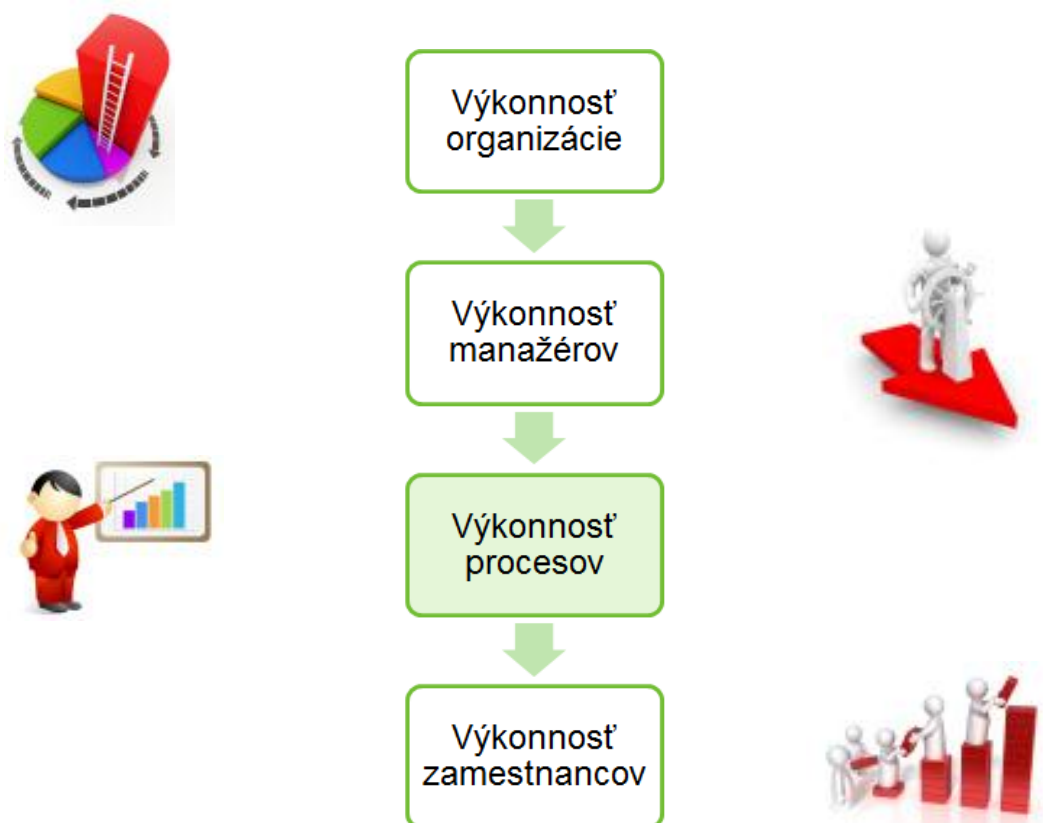 Výkonnosť
organizácie
Výkonnosť
manažérov
Výkonnosť
procesov
Výkonnosť
zamestnancov